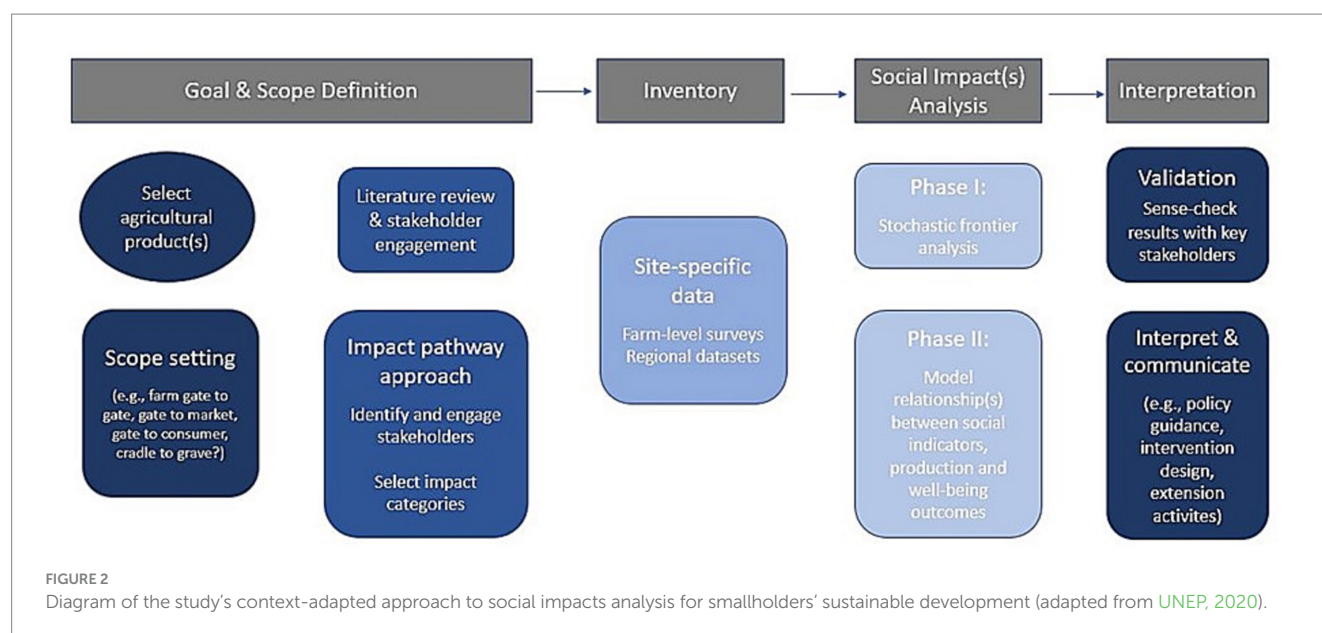 Goal & Scope Definition
Inventory
Social Impact(s)
Analysis
Interpretation
Select
agricultural
product(s)
Literature review
& stakeholder
engagement
Scope setting
(e.g., farm gate to
gate, gate to market,
gate to consumer,
cradle to grave?)
Impact pathway
approach
Identify and engage
stakeholders
Select impact
categories
Site-specific
data
Farm-level surveys
Regional datasets
Phase I:
Stochastic frontier
analysis
Phase II:
Model
relationship(s)
between social
indicators,
production and
well-being
outcomes
Validation
Sense-check
results with key
stakeholders
Interpret &
communicate
(e.g., policy
guidance,
intervention
design,
extension
activites)
FIGURE 2
Diagram of the study’s context-adapted approach to social impacts analysis for smallholders’ sustainable development (adapted from UNEP, 2020).